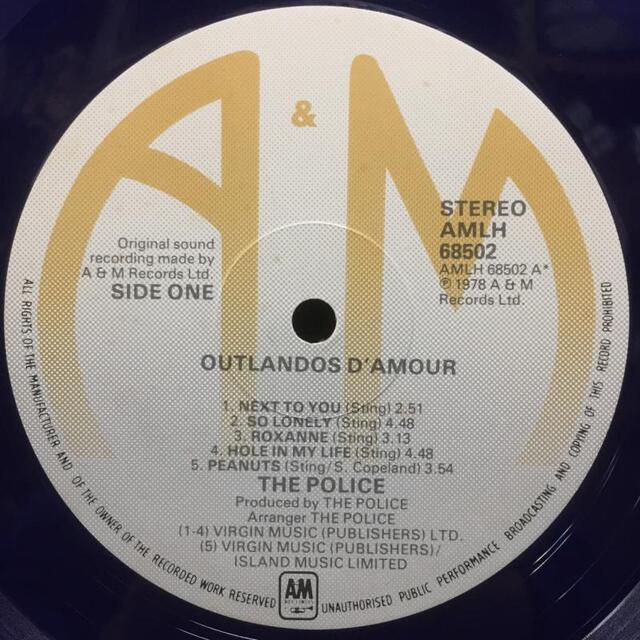 A & M
Original sound
recording made by
A & M Records Ltd.
SIDE ONE
STEREO
AMLH
68502
AMLH 68502 A*
℗ 1978 A & M
Records Ltd.
OUTLANDOS D'AMOUR
1. NEXT TO YOU (Sting) 2.51
2. SO LONELY (Sting) 4.48
3. ROXANNE (Sting) 3.13
4. HOLE IN MY LIFE (Sting) 4.48
5. PEANUTS (Sting/S. Copeland) 3.54
THE POLICE
Produced by THE POLICE
Arranger THE POLICE
(1-4) VIRGIN MUSIC (PUBLISHERS) LTD.
(5) VIRGIN MUSIC (PUBLISHERS)/
ISLAND MUSIC LIMITED
ALL RIGHTS OF THE MANUFACTURER AND OF THE OWNER OF THE RECORDED WORK RESERVED
AM
UNAUTHORISED PUBLIC PERFORMANCE BROADCASTING AND COPYING OF THIS RECORD PROHIBITED